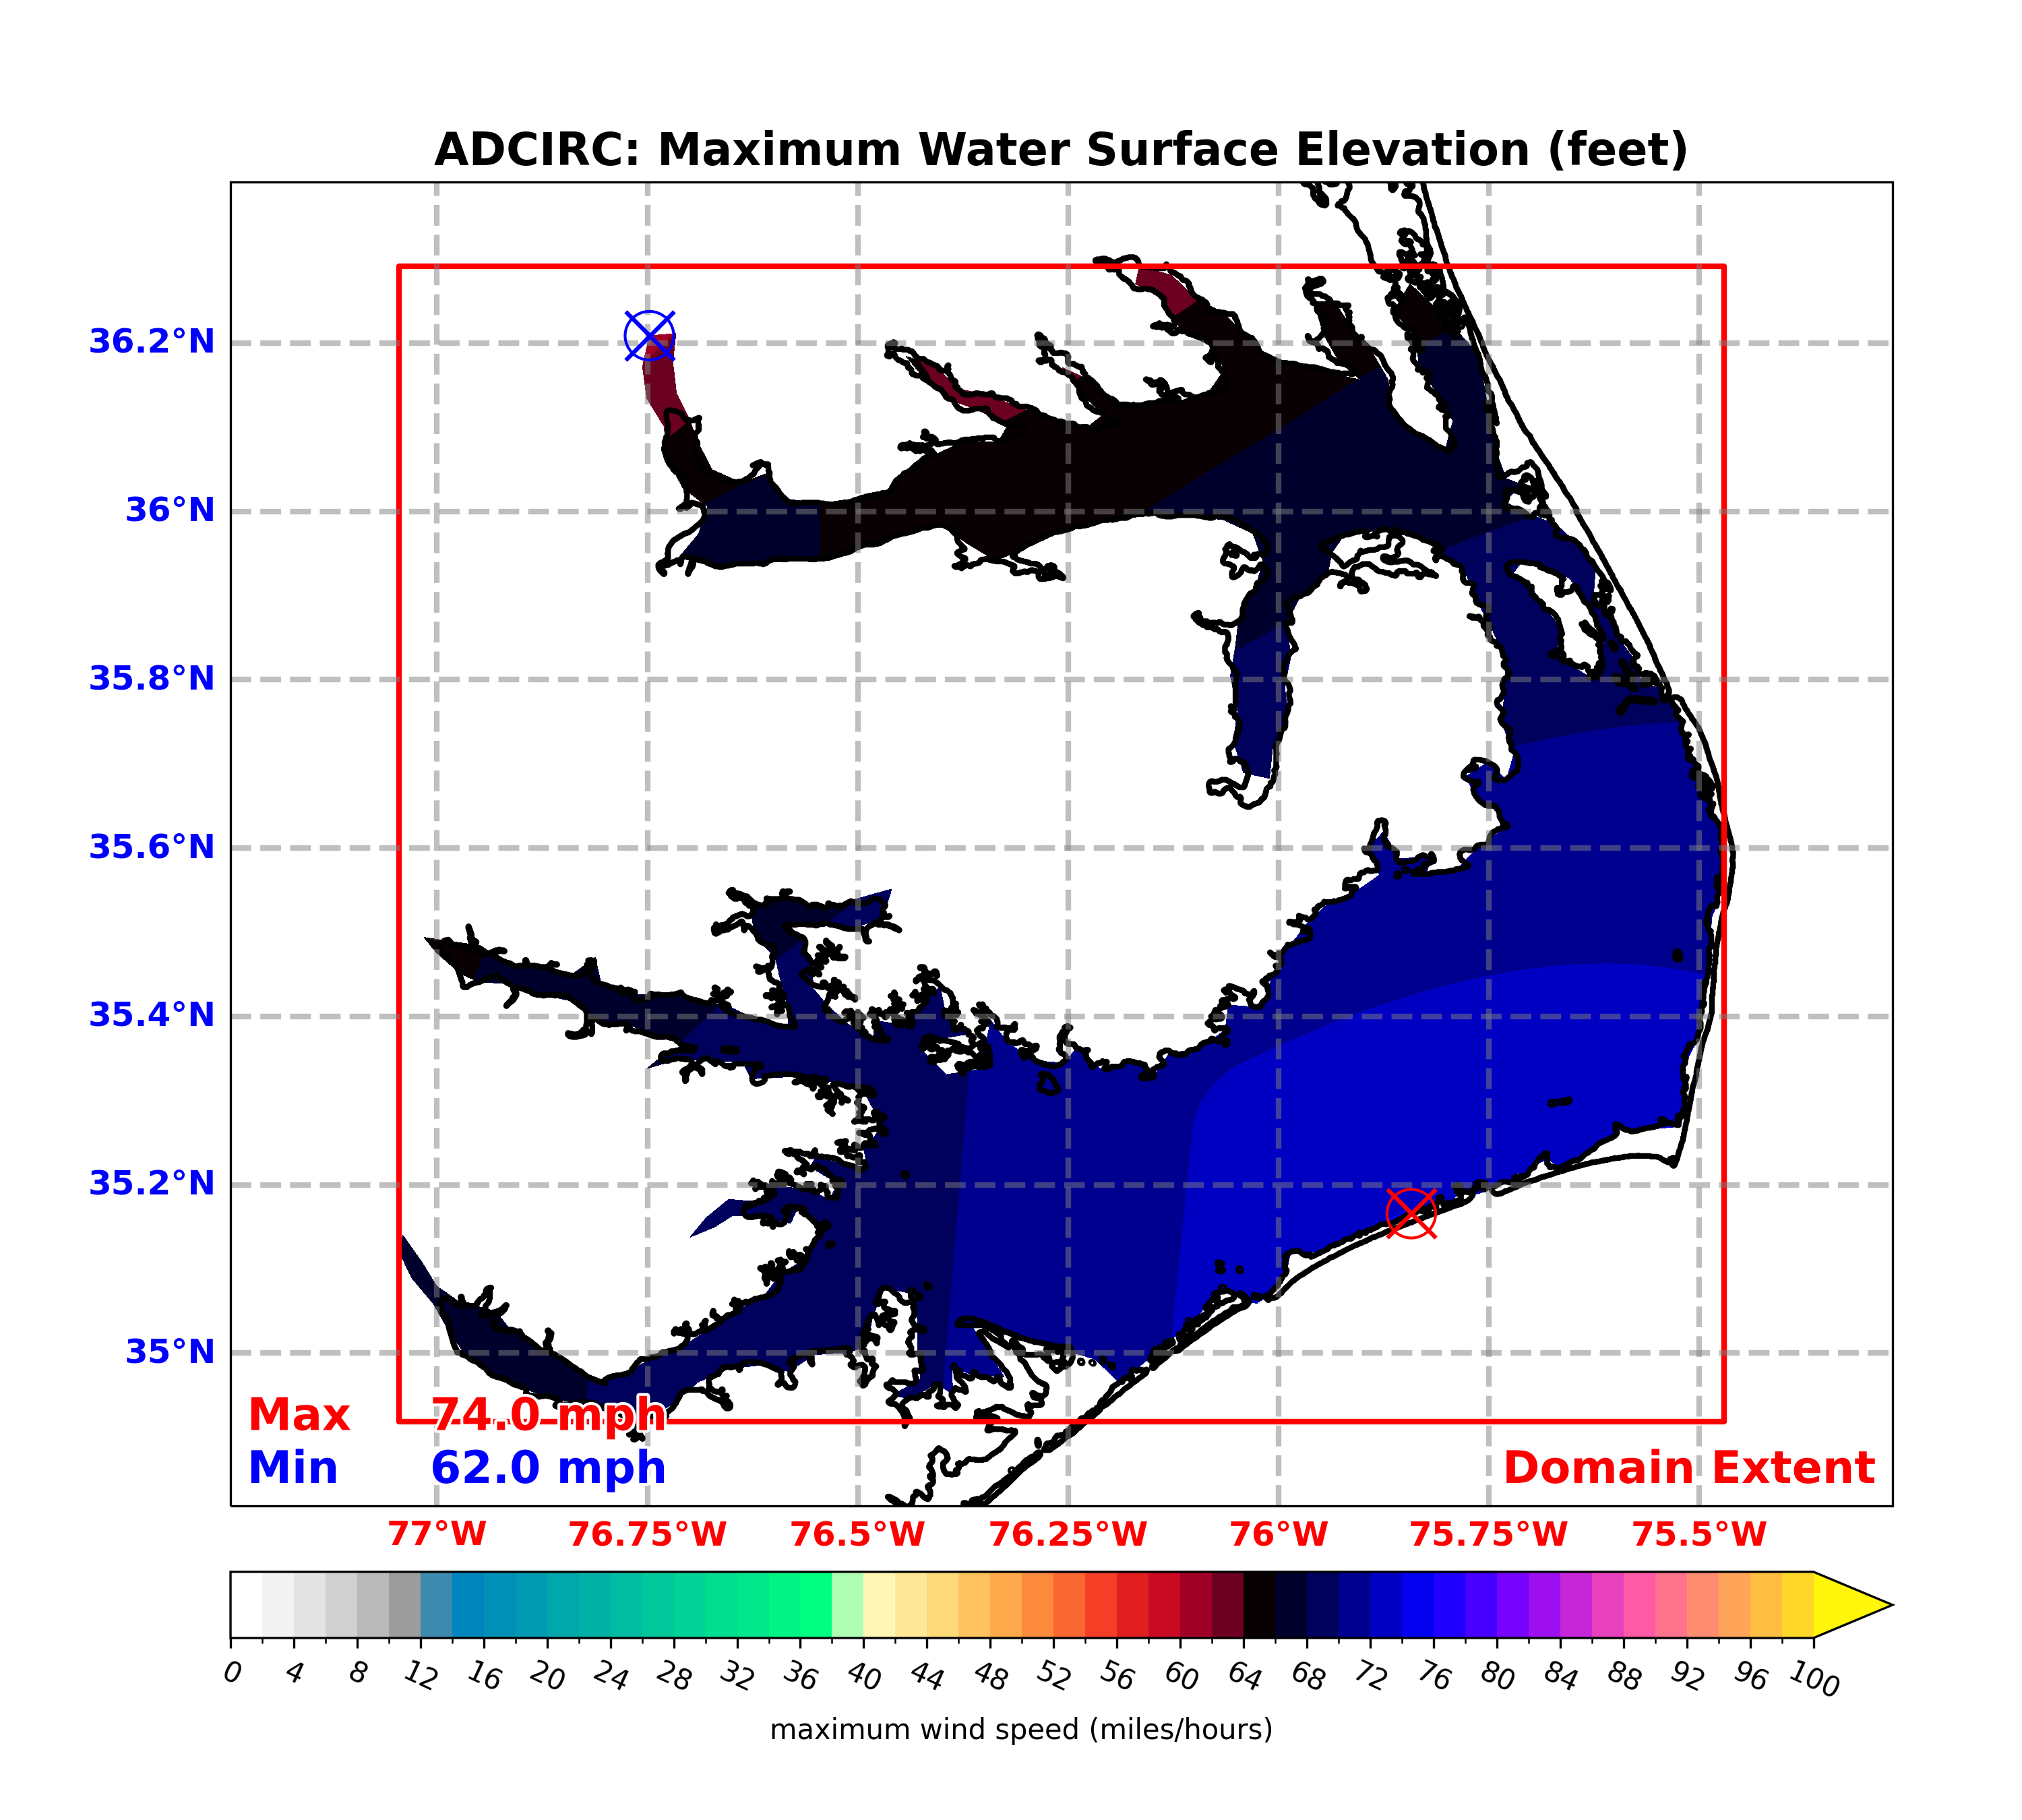 ADCIRC: Maximum Water Surface Elevation (feet)
36.2°N
36°N
35.8°N
35.6°N
35.4°N
35.2°N
35°N
Max 74.0 mph
Min 62.0 mph
Domain Extent
77°W 76.75°W 76.5°W 76.25°W 76°W 75.75°W 75.5°W
0 4 8 12 16 20 24 28 32 36 40 44 48 52 56 60 64 68 72 76 80 84 88 92 96 100
maximum wind speed (miles/hours)